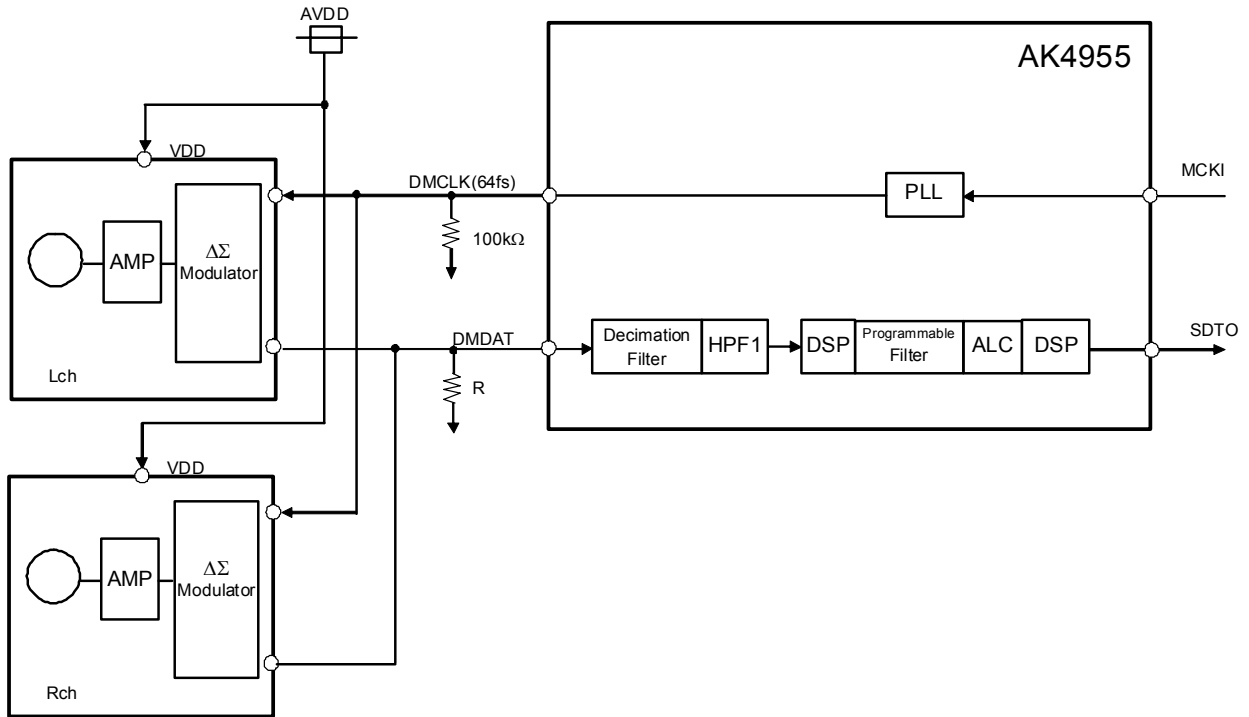 AVDD
AK4955
VDD
DMCLK(64fs)
PLL
MCKI
100kΩ
AMP
ΔΣ
Modulator
DMDAT
Decimation
Filter
HPF1
DSP
Programmable
Filter
ALC
DSP
SDTO
Lch
R
VDD
AMP
ΔΣ
Modulator
Rch